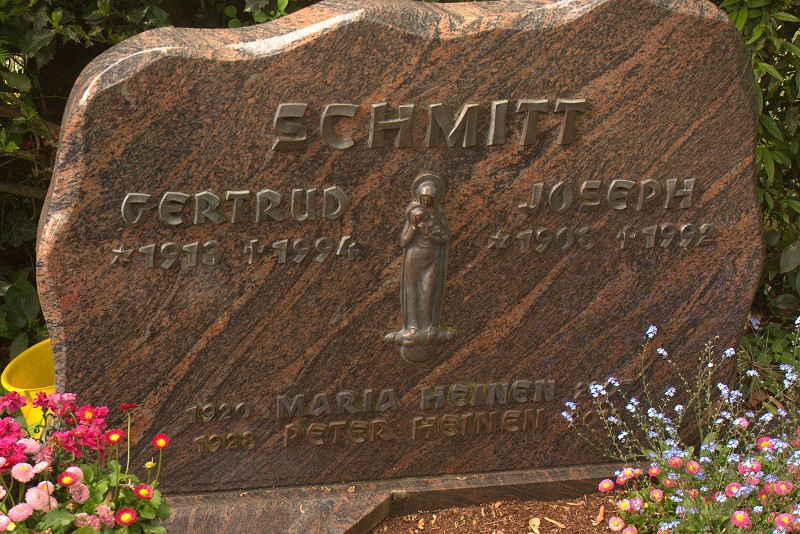 SCHMITT
GERTRUD JOSEPH
*1913 †1994 *1908 †1992
1920 MARIA HEINEN
1928 PETER HEINEN